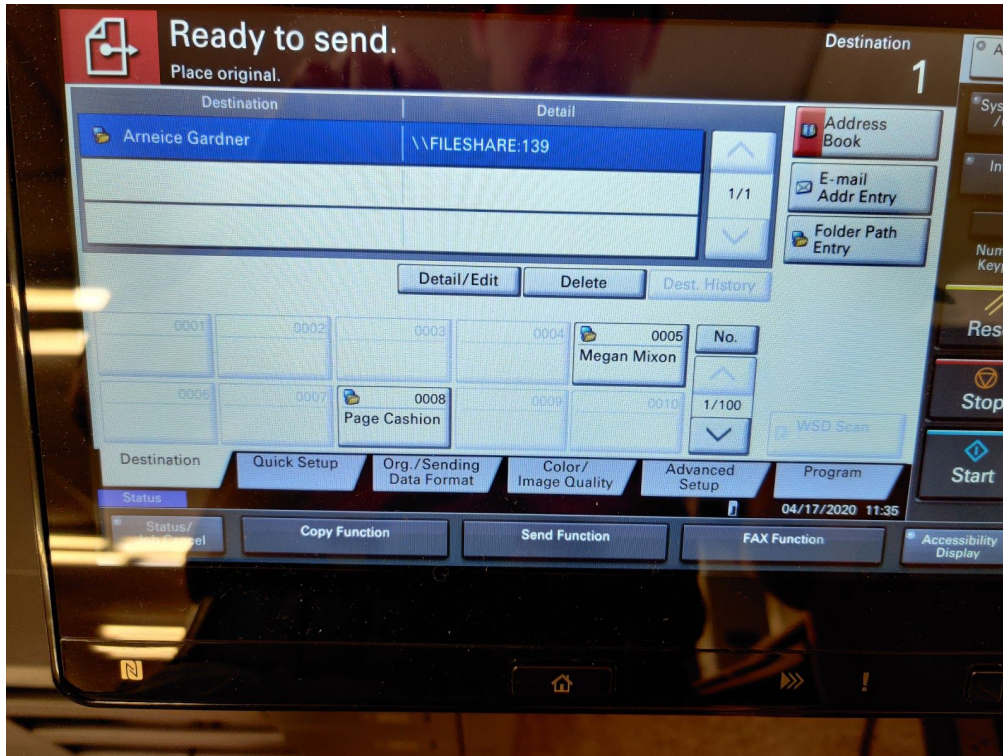 Ready to send.
Place original.
Destination
1
Destination Detail
Arneice Gardner \\FILESHARE:139
1/1
Address
Book
E-mail
Addr Entry
Folder Path
Entry
Detail/Edit Delete Dest. History
0001 0002 0003 0004 0005 No.
Megan Mixon
0006 0007 0008 0009 0010 1/100
Page Cashion
WSD Scan
Destination Quick Setup Org./Sending
Data Format Color/
Image Quality Advanced
Setup Program
Status 04/17/2020 11:35
Status/
Job Cancel Copy Function Send Function FAX Function Accessibility
Display
Stop
Start